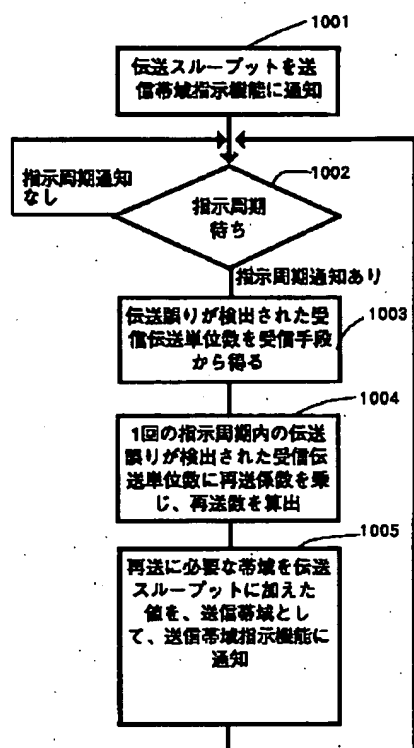 1001
伝送スループットを送
信帯域指示機能に通知
1002
指示周期通知
なし
指示周期
待ち
指示周期通知あり
1003
伝送誤りが検出された受
信伝送単位数を受信手段
から得る
1004
1回の指示周期内の伝送
誤りが検出された受信伝
送単位数に再送係数を乗
じ、再送数を算出
1005
再送に必要な帯域を伝送
スループットに加えた
値を、送信帯域とし
て、送信帯域指示機能に
通知